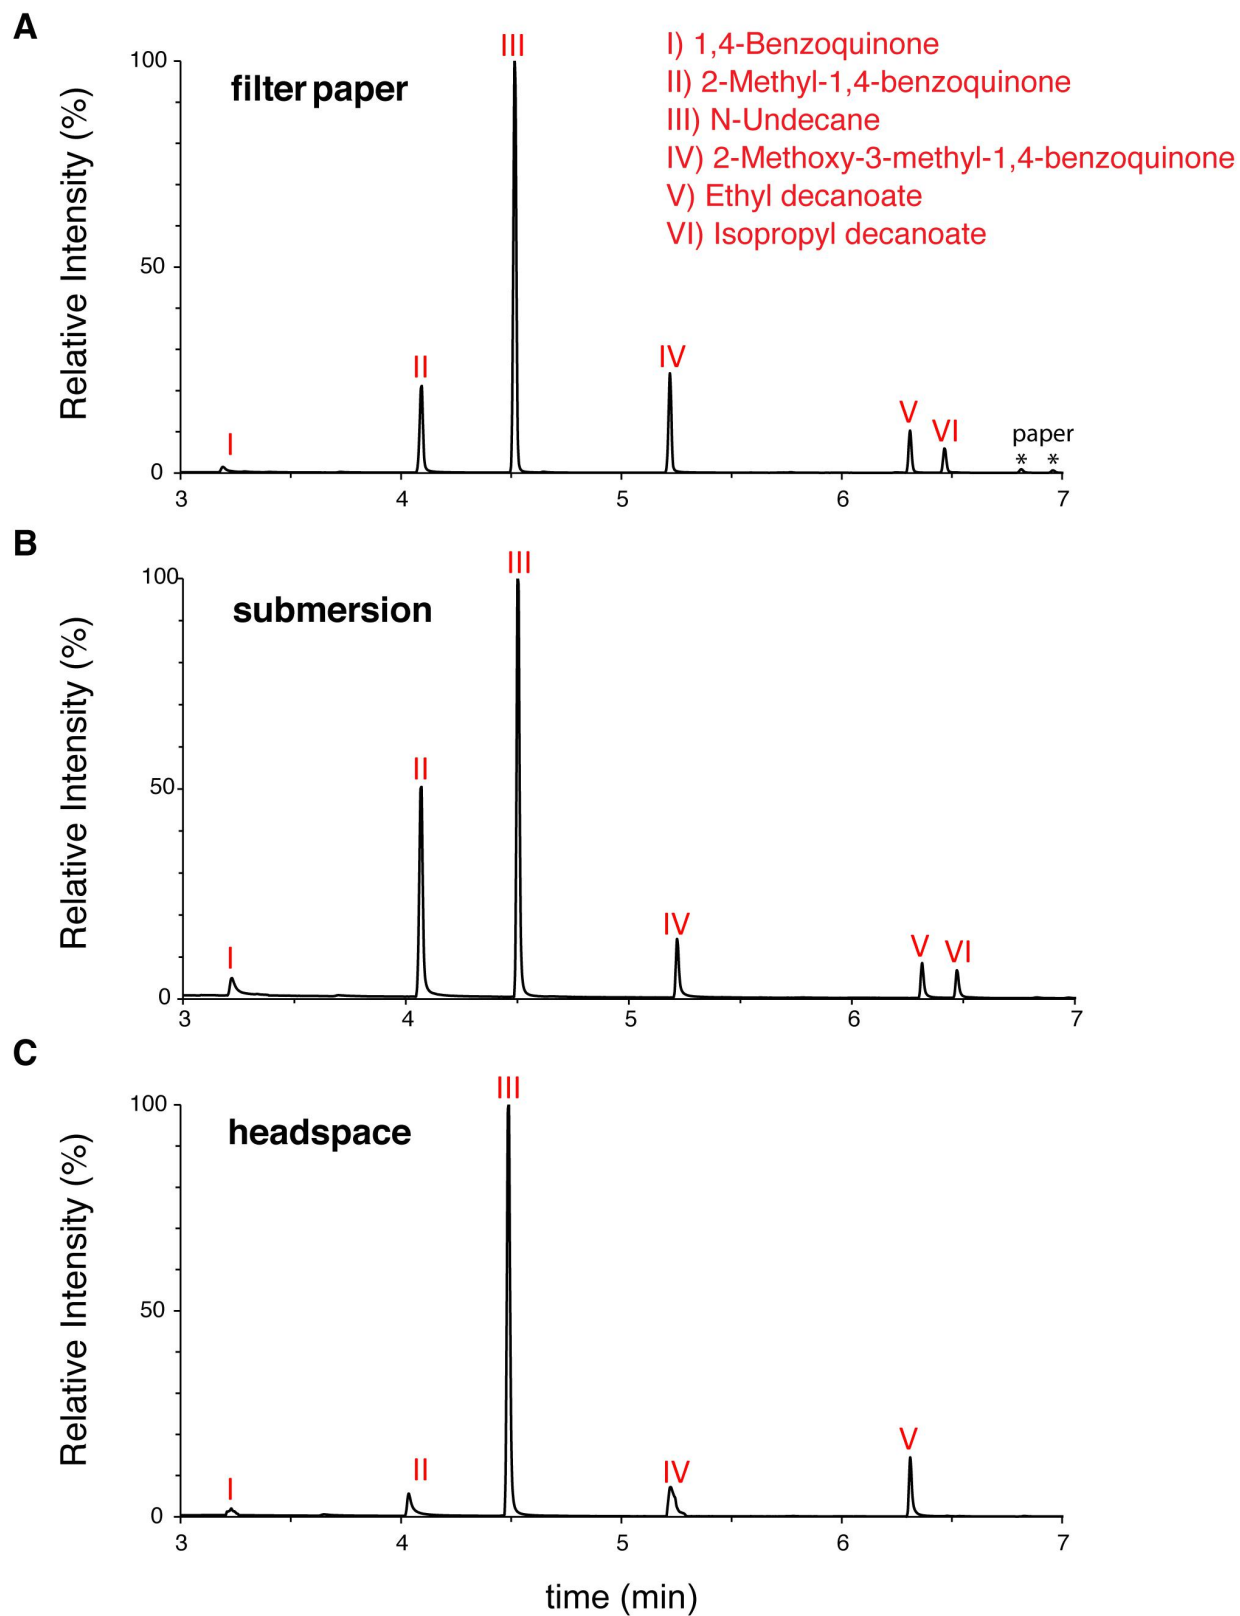 A
III
I) 1,4-Benzoquinone
II) 2-Methyl-1,4-benzoquinone
III) N-Undecane
IV) 2-Methoxy-3-methyl-1,4-benzoquinone
V) Ethyl decanoate
VI) Isopropyl decanoate
filter paper
Relative Intensity (%)
100
50
0
I
II
IV
V
VI
paper
* *
3 4 5 6 7
B
III
submersion
Relative Intensity (%)
100
50
0
I
II
IV
V
VI
3 4 5 6 7
C
III
headspace
Relative Intensity (%)
100
50
0
I
II
IV
V
3 4 5 6 7
time (min)